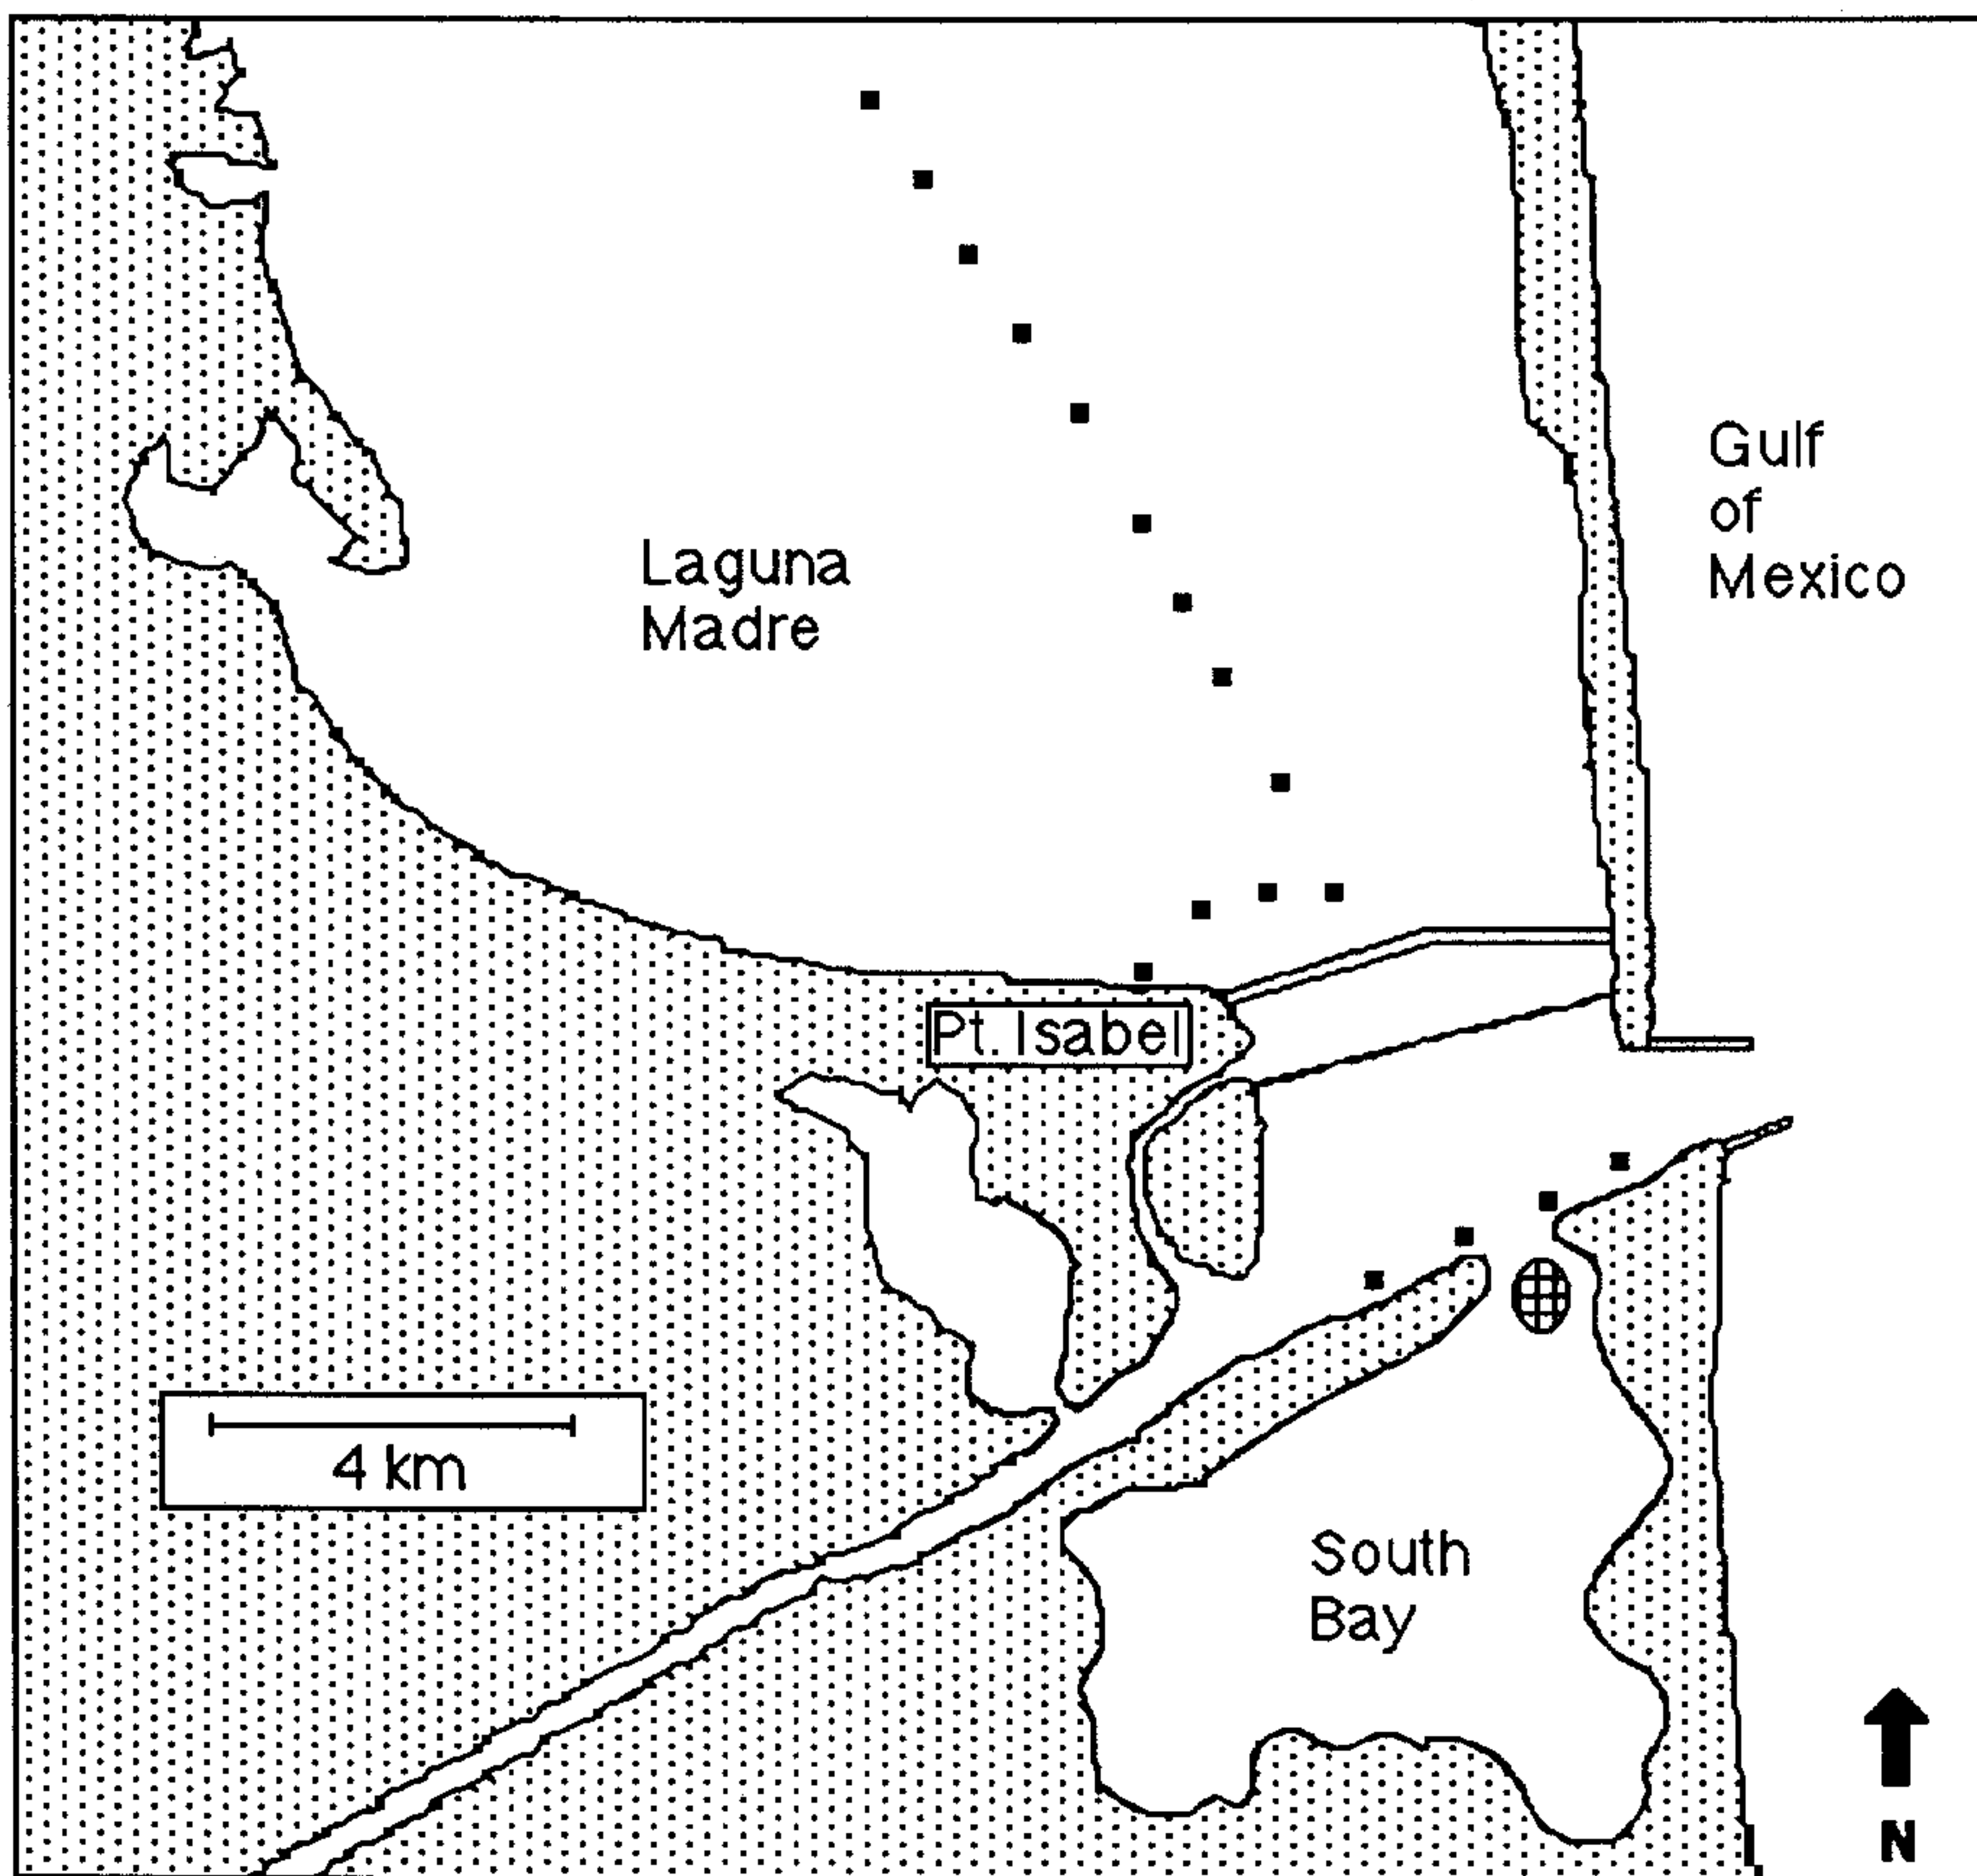 Gulf
of
Mexico
Laguna
Madre
Pt. Isabel
4 km
South
Bay
N